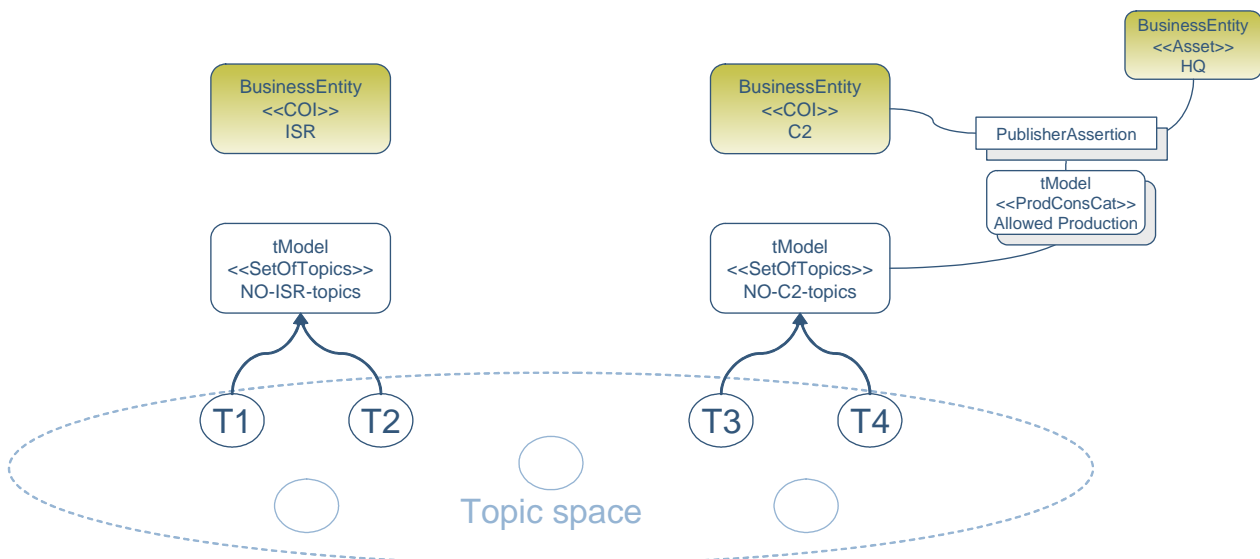 BusinessEntity
<<Asset>>
HQ
BusinessEntity
<<COI>>
ISR
BusinessEntity
<<COI>>
C2
PublisherAssertion
tModel
<<ProdConsCat>>
Allowed Production
tModel
<<SetOfTopics>>
NO-ISR-topics
tModel
<<SetOfTopics>>
NO-C2-topics
T1
T2
T3
T4
Topic space